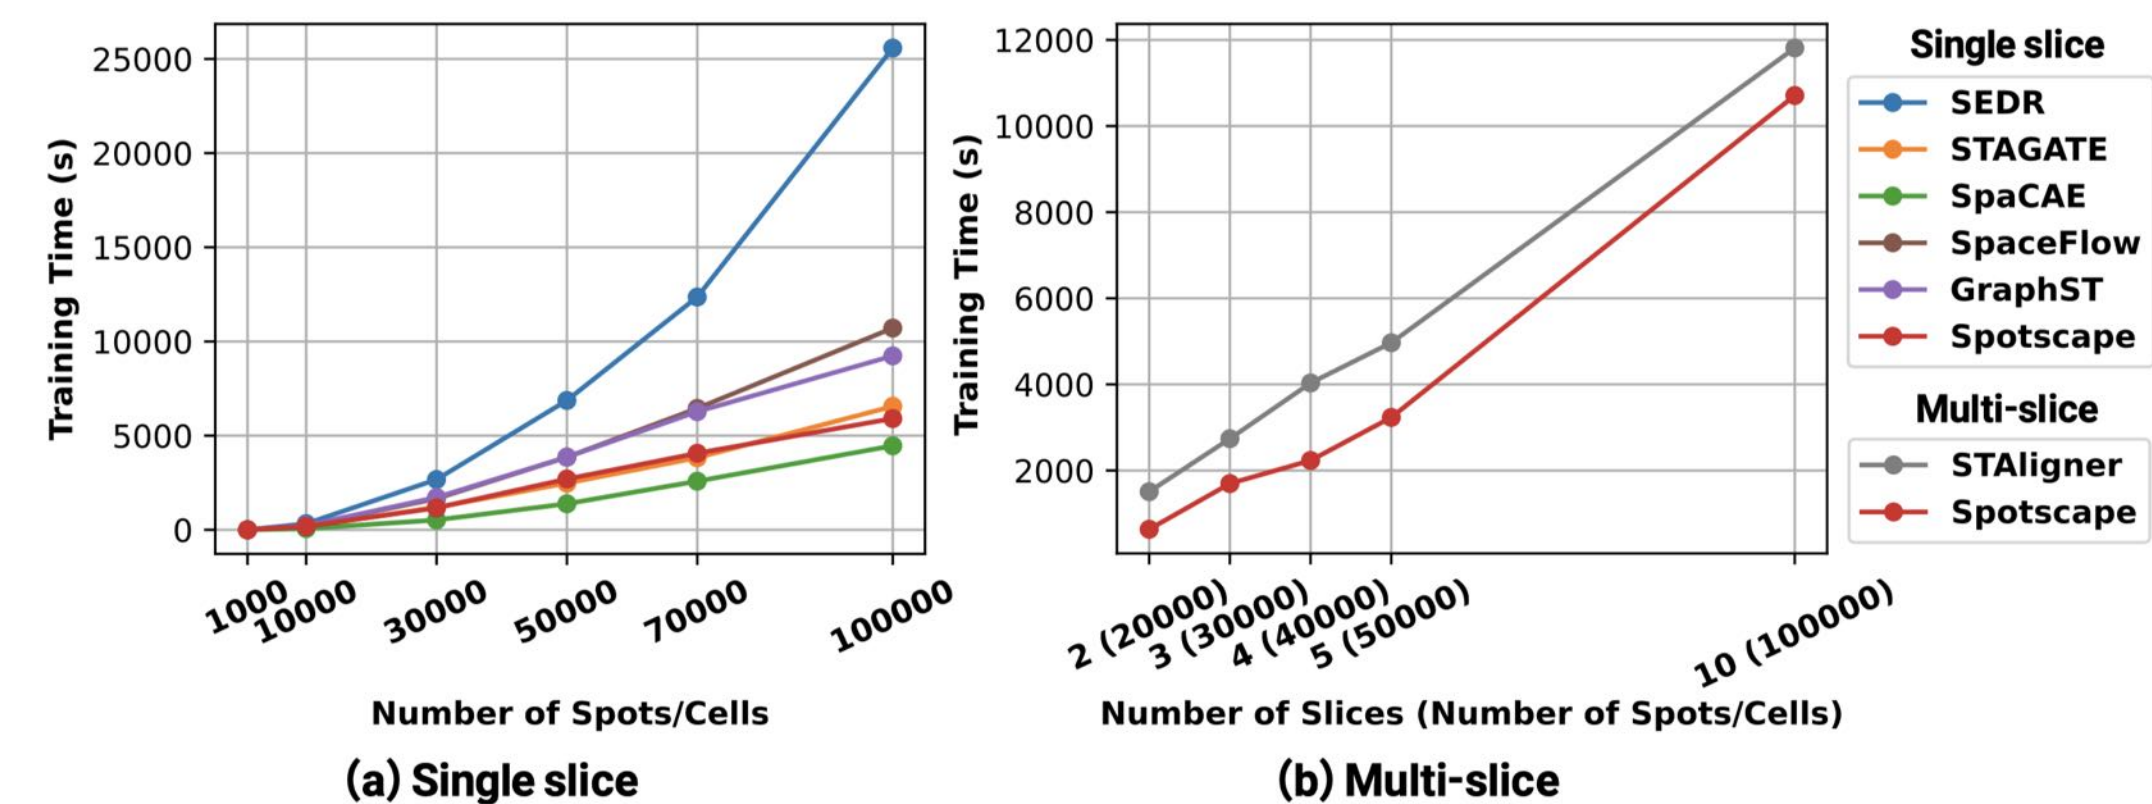 25000
20000
15000
10000
5000
0
Training Time (s)
1000
10000
30000
50000
70000
100000
Number of Spots/Cells
(a) Single slice
12000
10000
8000
6000
4000
2000
Training Time (s)
2 (20000)
3 (30000)
4 (40000)
5 (50000)
10 (100000)
Number of Slices (Number of Spots/Cells)
(b) Multi-slice
Single slice
SEDR
STAGATE
SpaCAE
SpaceFlow
GraphST
Spotscape
Multi-slice
STAligner
Spotscape